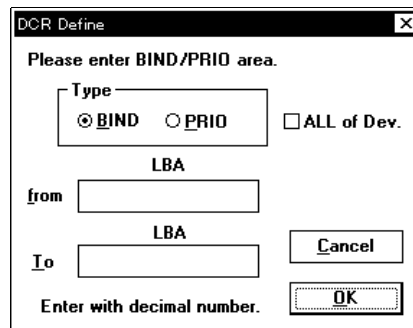 DCR Define
Please enter BIND/PRIO area.
Type
BIND PRIO ALL of Dev.
LBA
from
LBA
To
Cancel
Enter with decimal number.
OK